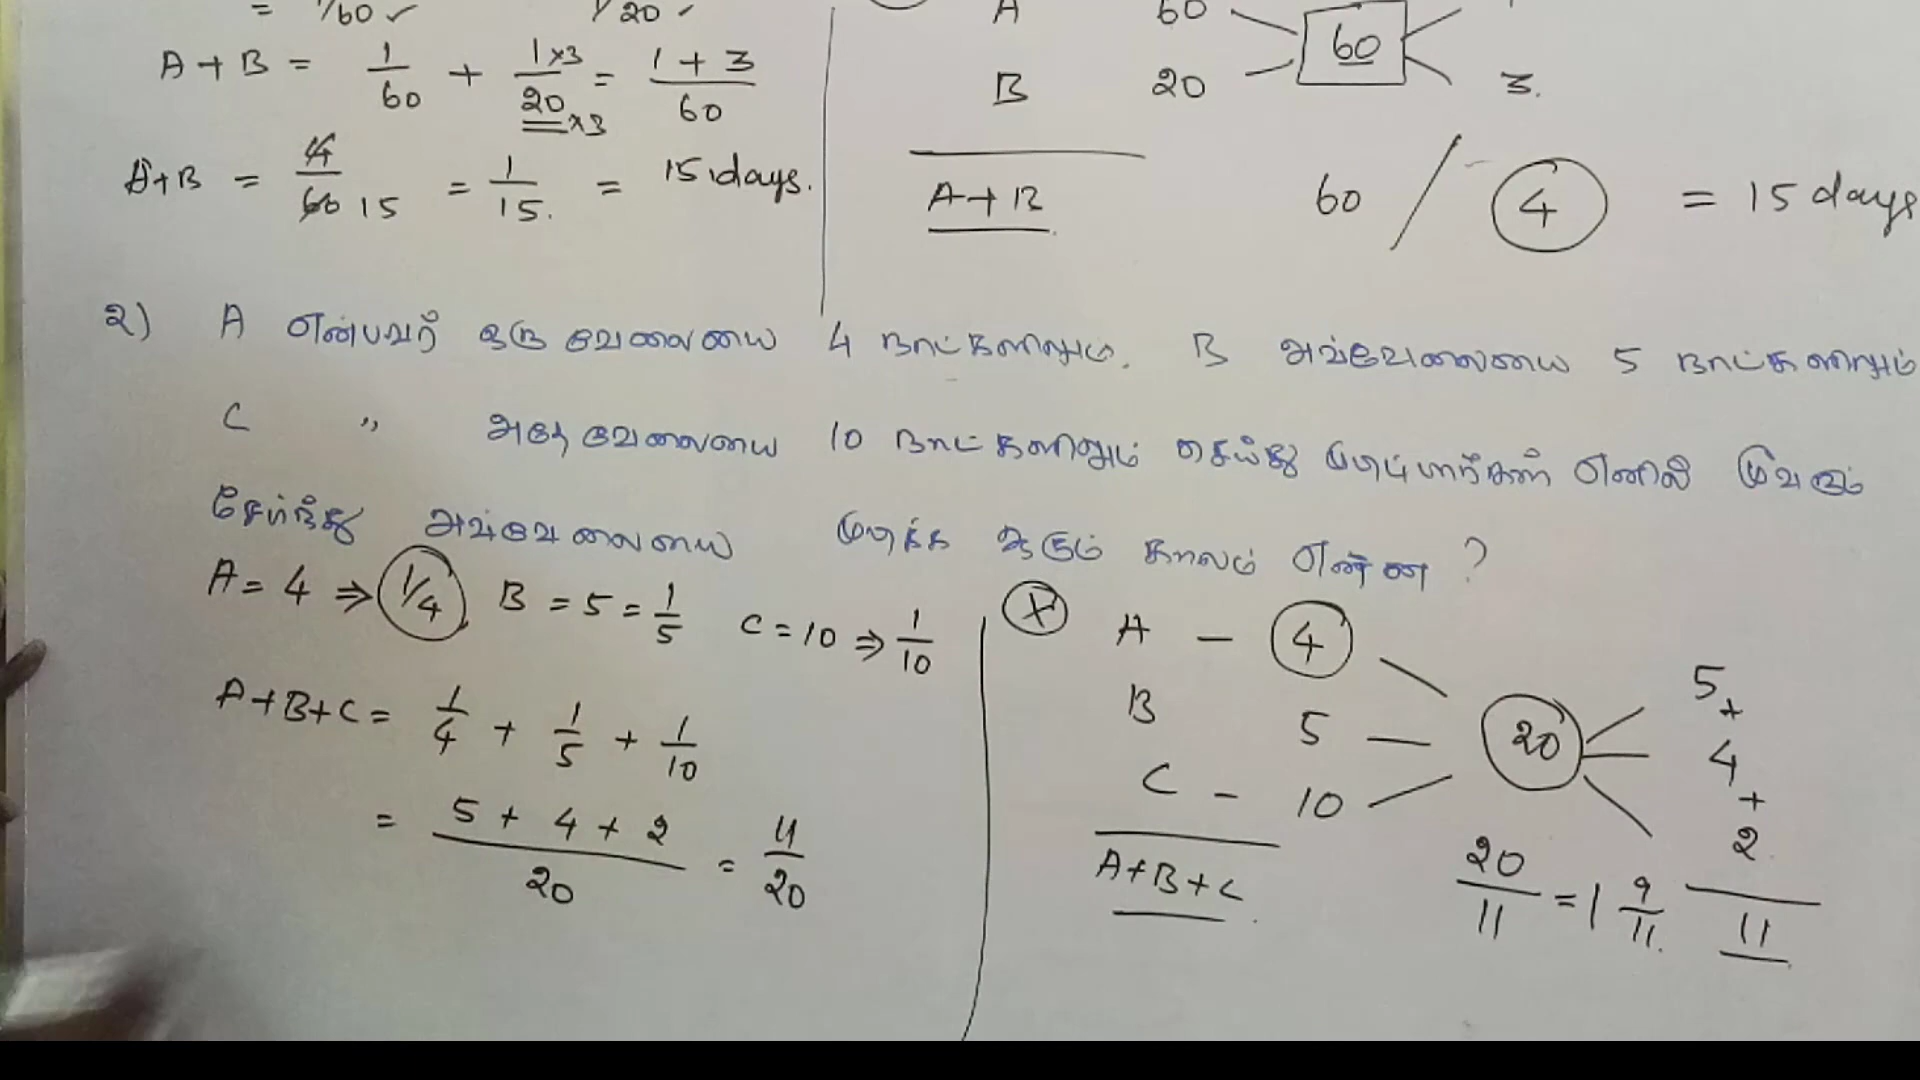 = 1/60 ✓ 1/20 ✓
A + B = 1/60 + 1×3/20×3 = 1 + 3/60
A+B = 4/60 15 = 1/15. = 15 days.
A 60 60
B 20 3.
A+B 60 / 4 = 15 days
2) A என்பவர் ஒரு வேலையை 4 நாட்களிலும், B அவ்வேலையை 5 நாட்களிலும்
C " அதே வேலையை 10 நாட்களிலும் செய்து முடிப்பார்கள் எனில் மூவரும்
சேர்ந்து அவ்வேலையை முடிக்க ஆகும் காலம் என்ன ?
A = 4 ⇒ 1/4, B = 5 = 1/5 C = 10 ⇒ 1/10
A+B+C = 1/4 + 1/5 + 1/10
= 5 + 4 + 2/20 = 11/20
A – 4 5+
B 5 – 20 4+
C – 10 2
A+B+C 20/11 = 1 9/11. 11